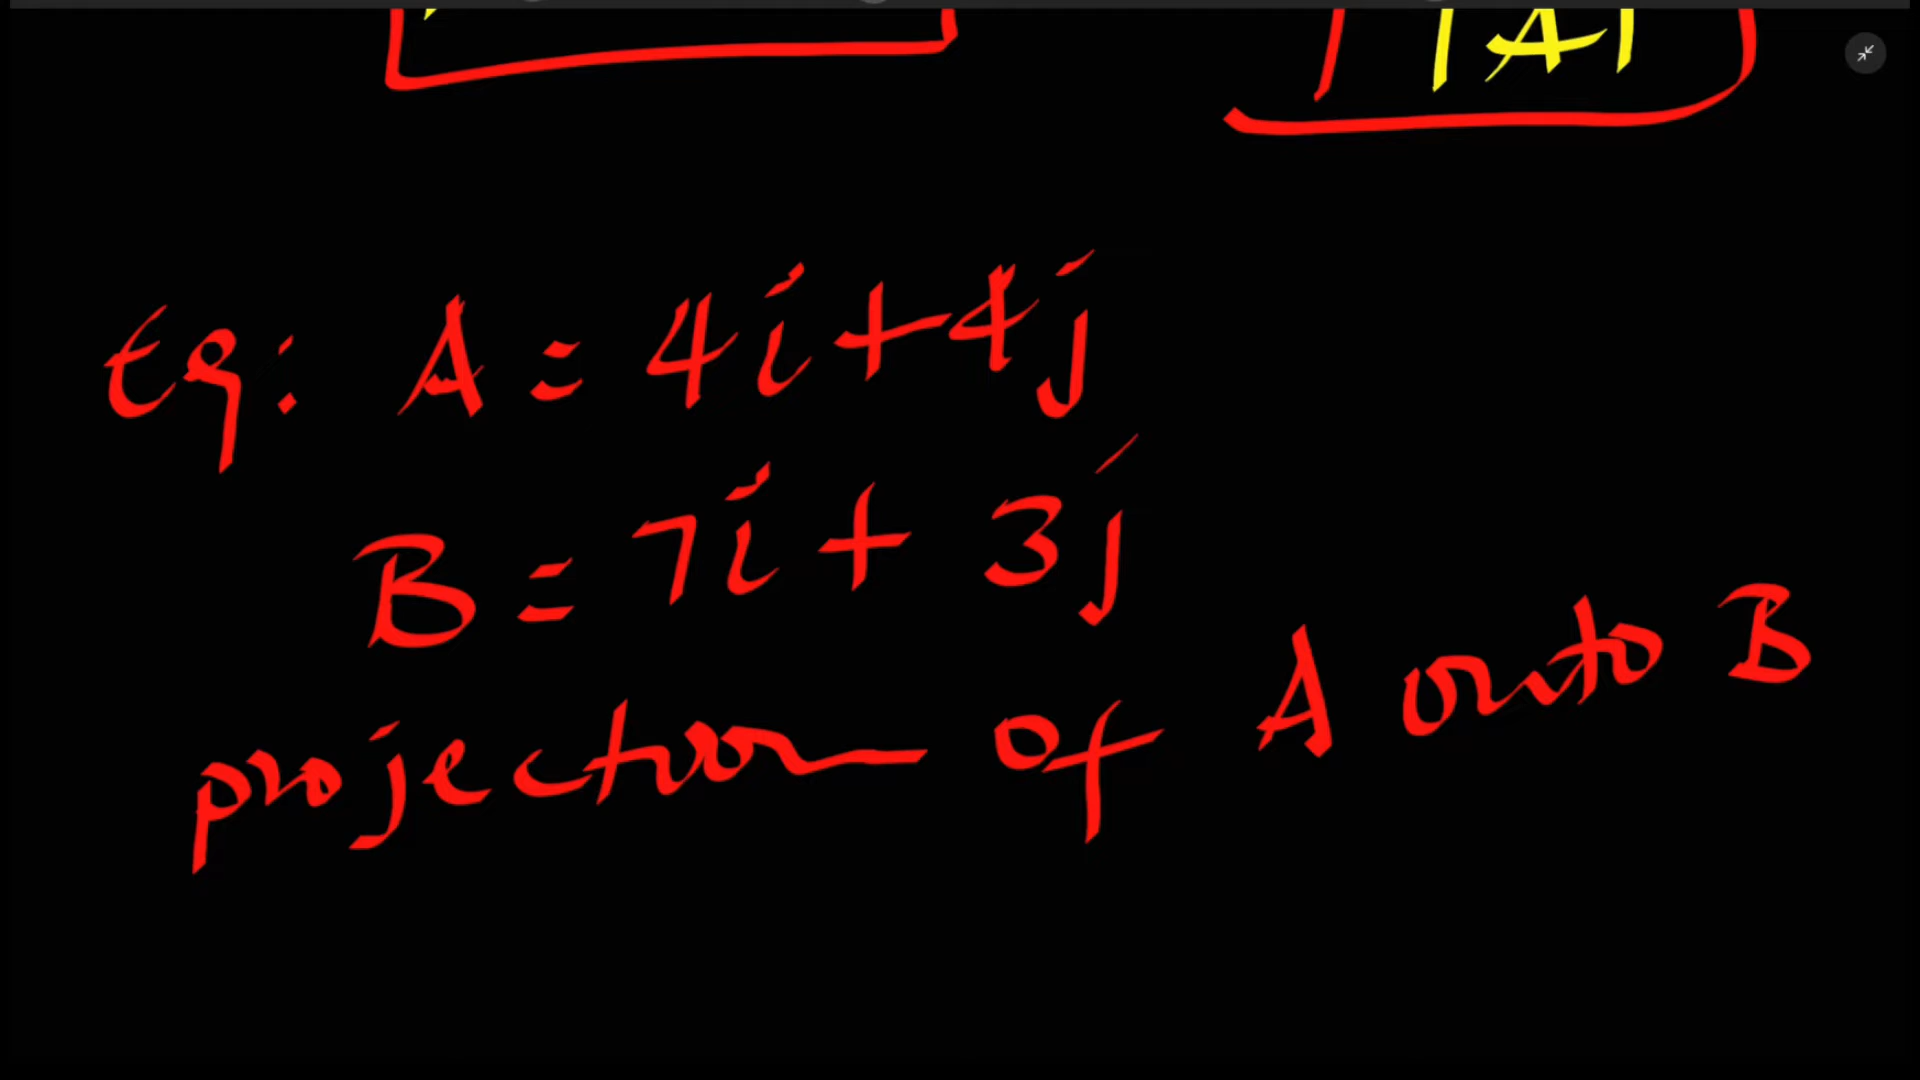 |A|
Eg: A = 4i + 4j
B = 7i + 3j
projection of A onto B